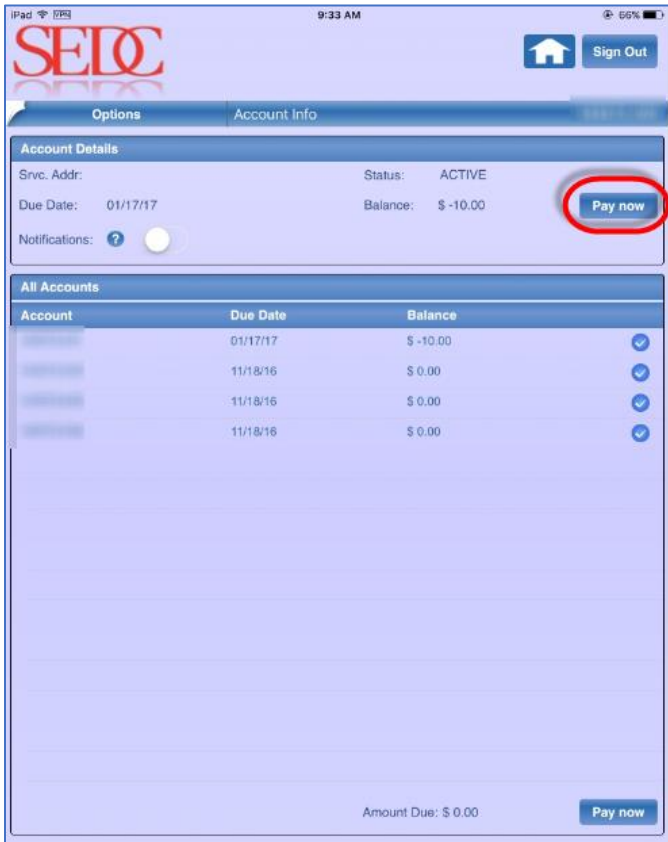 iPad VPN 9:33 AM 66%
SEDC
Sign Out
Options Account Info
Account Details
Srvc. Addr: Status: ACTIVE
Due Date: 01/17/17 Balance: $ -10.00 Pay now
Notifications: ?
All Accounts
Account Due Date Balance
01/17/17 $ -10.00
11/18/16 $ 0.00
11/18/16 $ 0.00
11/18/16 $ 0.00
Amount Due: $ 0.00 Pay now